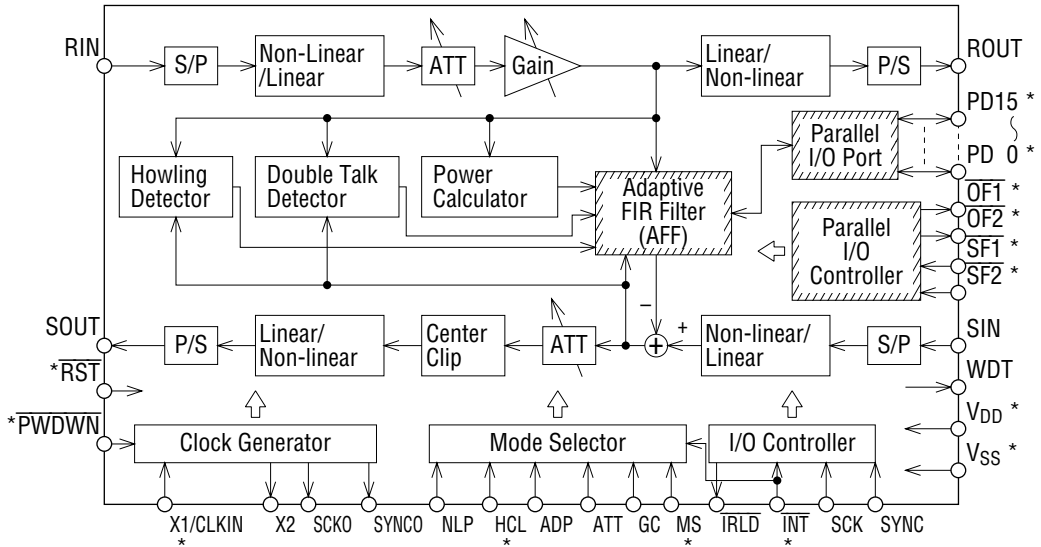 RIN
S/P
Non-Linear
/Linear
ATT
Gain
Linear/
Non-linear
P/S
ROUT
PD15 *
PD 0 *
Parallel
I/O Port
Howling
Detector
Double Talk
Detector
Power
Calculator
Adaptive
FIR Filter
(AFF)
Parallel
I/O
Controller
OF1 *
OF2 *
SF1 *
SF2 *
−
+
+
SOUT
P/S
Linear/
Non-linear
Center
Clip
ATT
Non-linear/
Linear
S/P
SIN
*RST
WDT
*PWDWN
VDD *
VSS *
Clock Generator
Mode Selector
I/O Controller
X1/CLKIN
*
X2
SCKO
SYNCO
NLP
HCL
*
ADP
ATT
GC
MS
*
IRLD
INT
*
SCK
SYNC